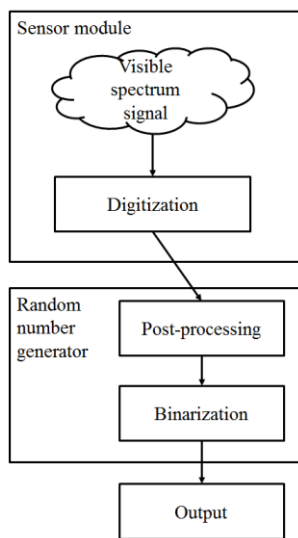 Sensor module
Visible
spectrum
signal
Digitization
Random
number
generator
Post-processing
Binarization
Output